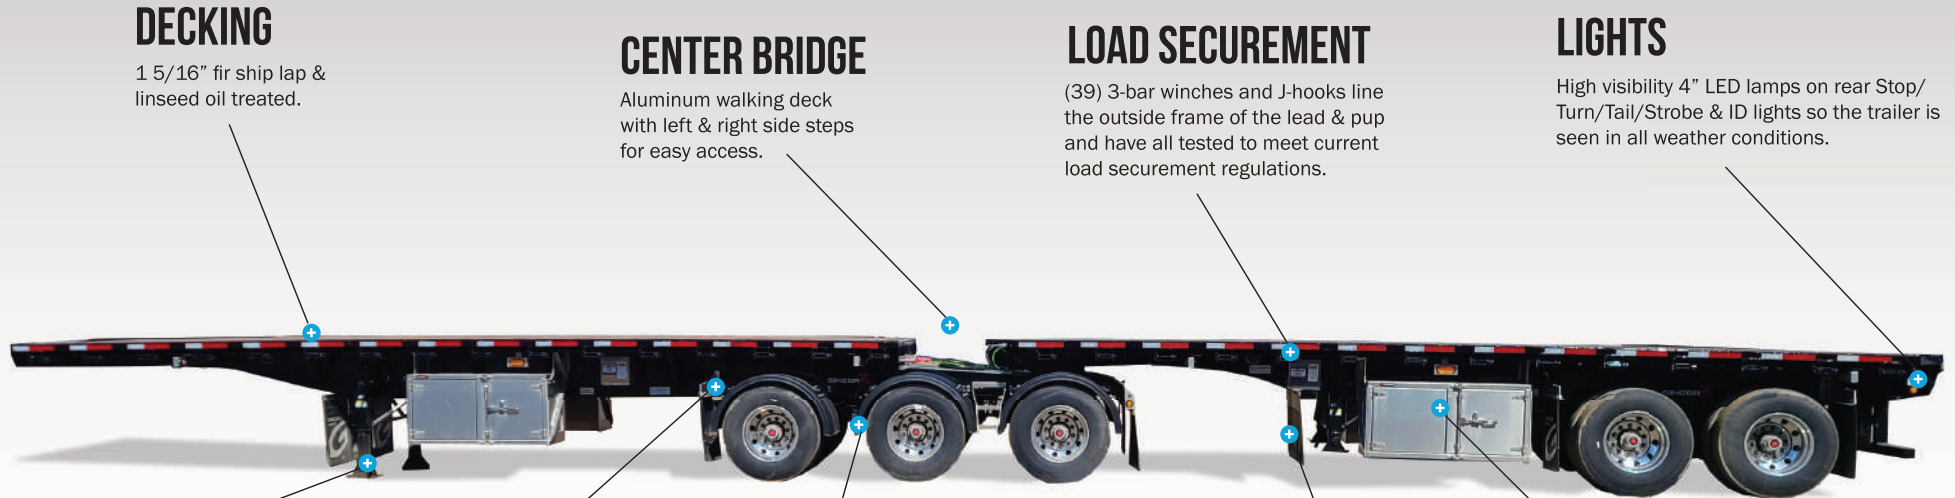 DECKING
1 5/16” fir ship lap &
linseed oil treated.
CENTER BRIDGE
Aluminum walking deck
with left & right side steps
for easy access.
LOAD SECUREMENT
(39) 3-bar winches and J-hooks line
the outside frame of the lead & pup
and have all tested to meet current
load securement regulations.
LIGHTS
High visibility 4” LED lamps on rear Stop/
Turn/Tail/Strobe & ID lights so the trailer is
seen in all weather conditions.